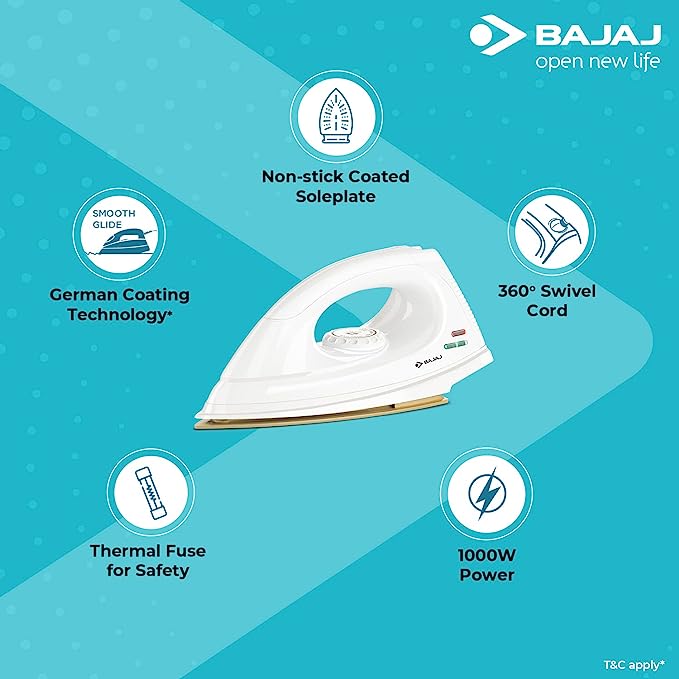 BAJAJ
open new life
Non-stick Coated
Soleplate
SMOOTH
GLIDE
German Coating
Technology*
360° Swivel
Cord
BAJAJ
Thermal Fuse
for Safety
1000W
Power
T&C apply*